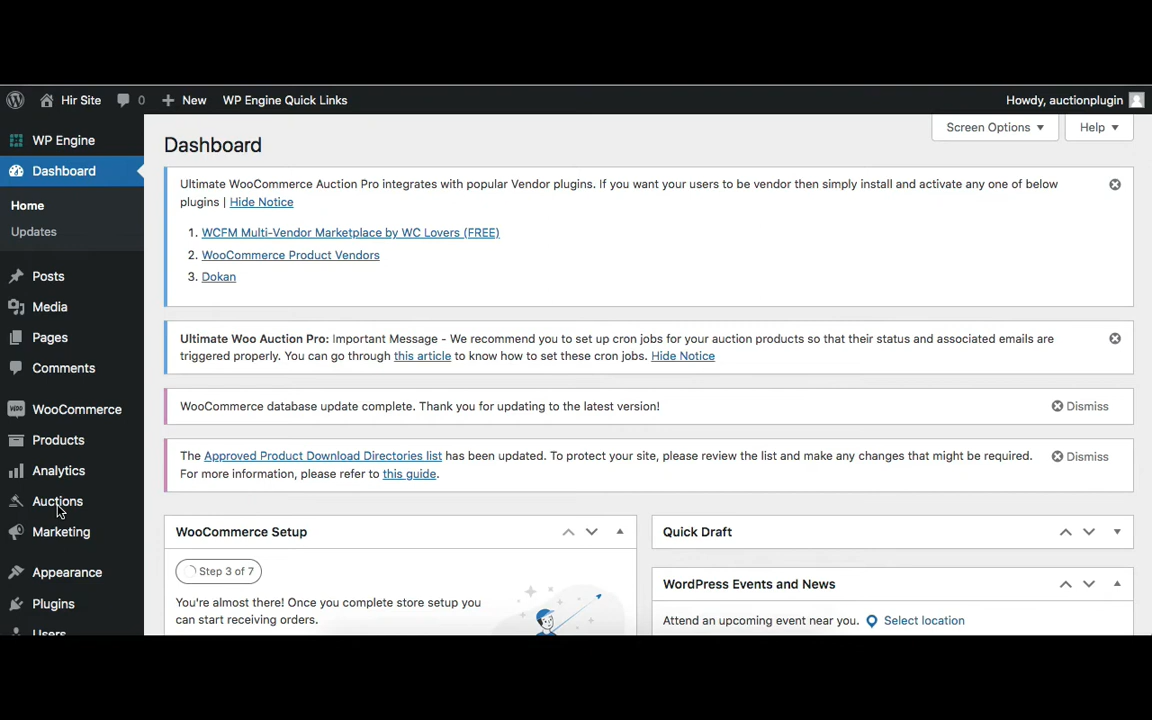 Hir Site 0 New WP Engine Quick Links Howdy, auctionplugin
WP Engine
Dashboard
Home
Updates
Posts
Media
Pages
Comments
WooCommerce
Products
Analytics
Auctions
Marketing
Appearance
Plugins
Users
Screen Options Help
Dashboard
Ultimate WooCommerce Auction Pro integrates with popular Vendor plugins. If you want your users to be vendor then simply install and activate any one of below
plugins | Hide Notice
1. WCFM Multi-Vendor Marketplace by WC Lovers (FREE)
2. WooCommerce Product Vendors
3. Dokan
Ultimate Woo Auction Pro: Important Message - We recommend you to set up cron jobs for your auction products so that their status and associated emails are
triggered properly. You can go through this article to know how to set these cron jobs. Hide Notice
WooCommerce database update complete. Thank you for updating to the latest version! Dismiss
The Approved Product Download Directories list has been updated. To protect your site, please review the list and make any changes that might be required. Dismiss
For more information, please refer to this guide.
WooCommerce Setup
Step 3 of 7
You're almost there! Once you complete store setup you
can start receiving orders.
Quick Draft
WordPress Events and News
Attend an upcoming event near you. Select location